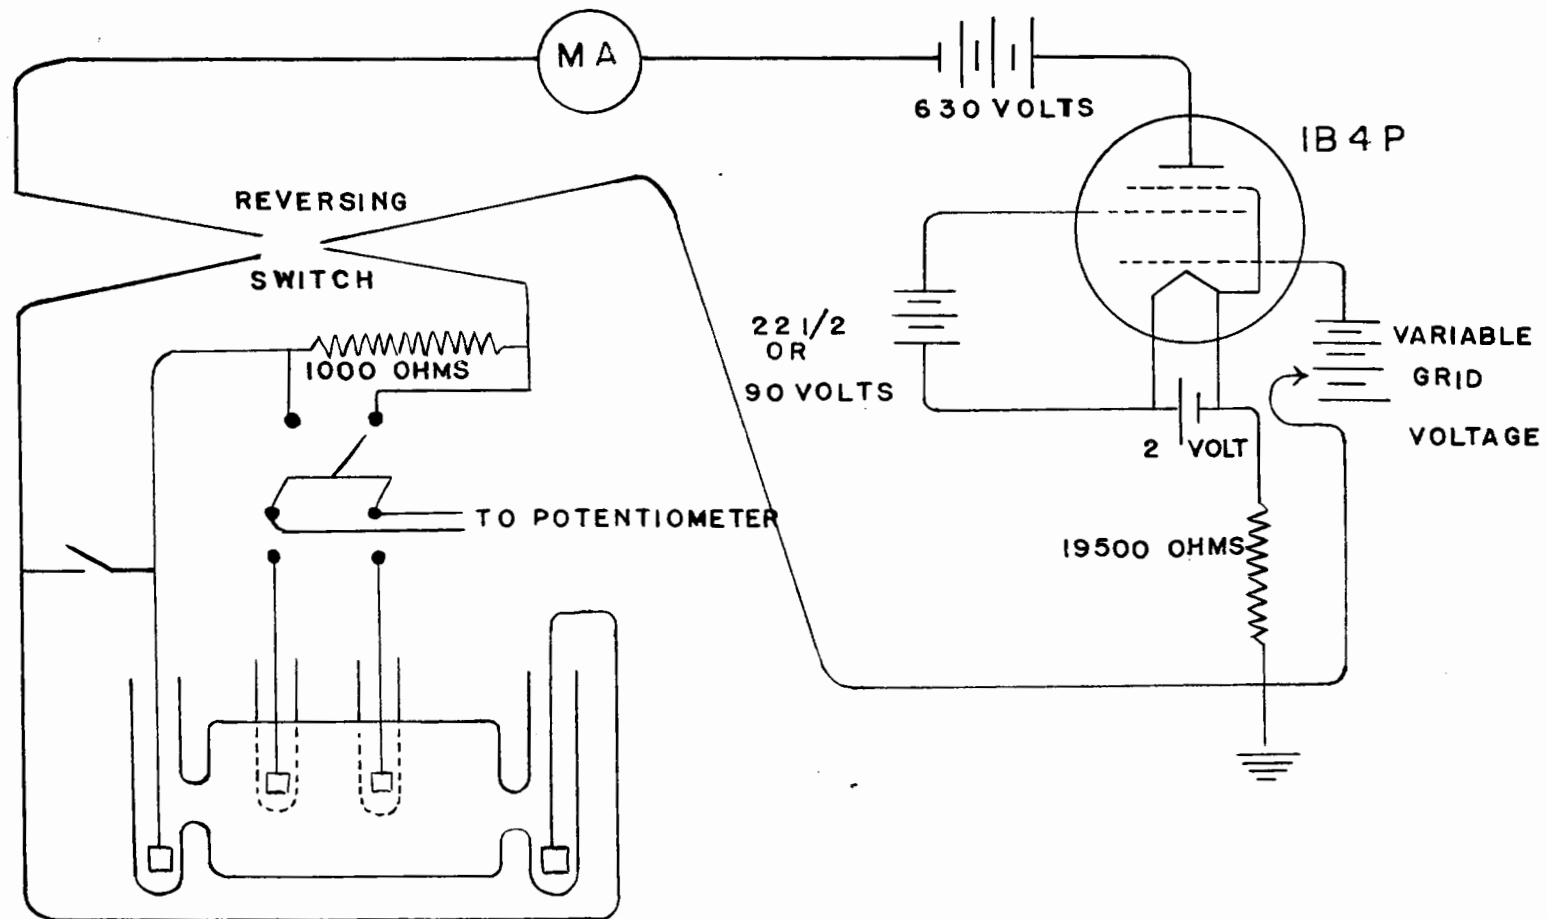 MA
630 VOLTS
1B4P
REVERSING
SWITCH
1000 OHMS
22 1/2
OR
90 VOLTS
VARIABLE
GRID
VOLTAGE
2 VOLT
TO POTENTIOMETER
19500 OHMS